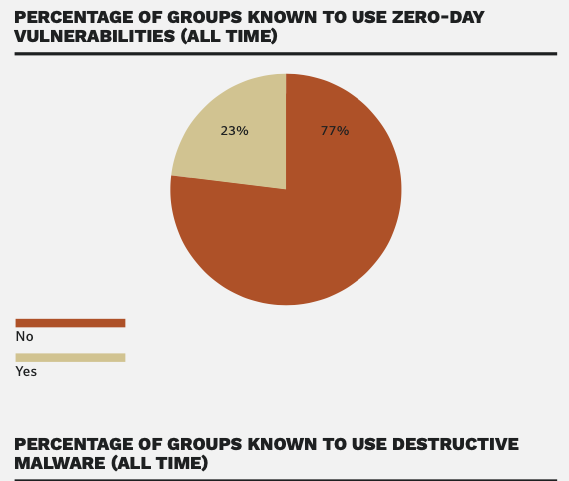 PERCENTAGE OF GROUPS KNOWN TO USE ZERO-DAY
VULNERABILITIES (ALL TIME)
23% 77%
No
Yes
PERCENTAGE OF GROUPS KNOWN TO USE DESTRUCTIVE
MALWARE (ALL TIME)